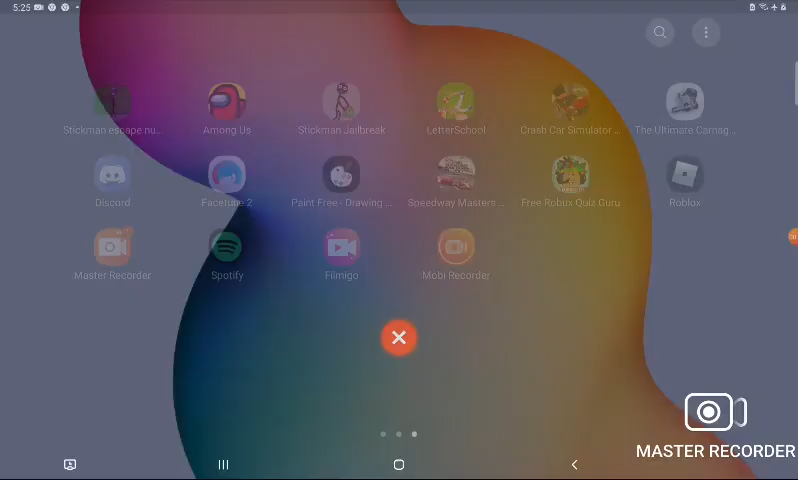 5:25
Stickman escape nu...
Among Us
Stickman Jailbreak
LetterSchool
Crash Car Simulator ...
The Ultimate Carnag...
Discord
Facetune 2
Paint Free - Drawing ...
Speedway Masters ...
Free Robux Quiz Guru
Roblox
Master Recorder
Spotify
Filmigo
Mobi Recorder
MASTER RECORDER